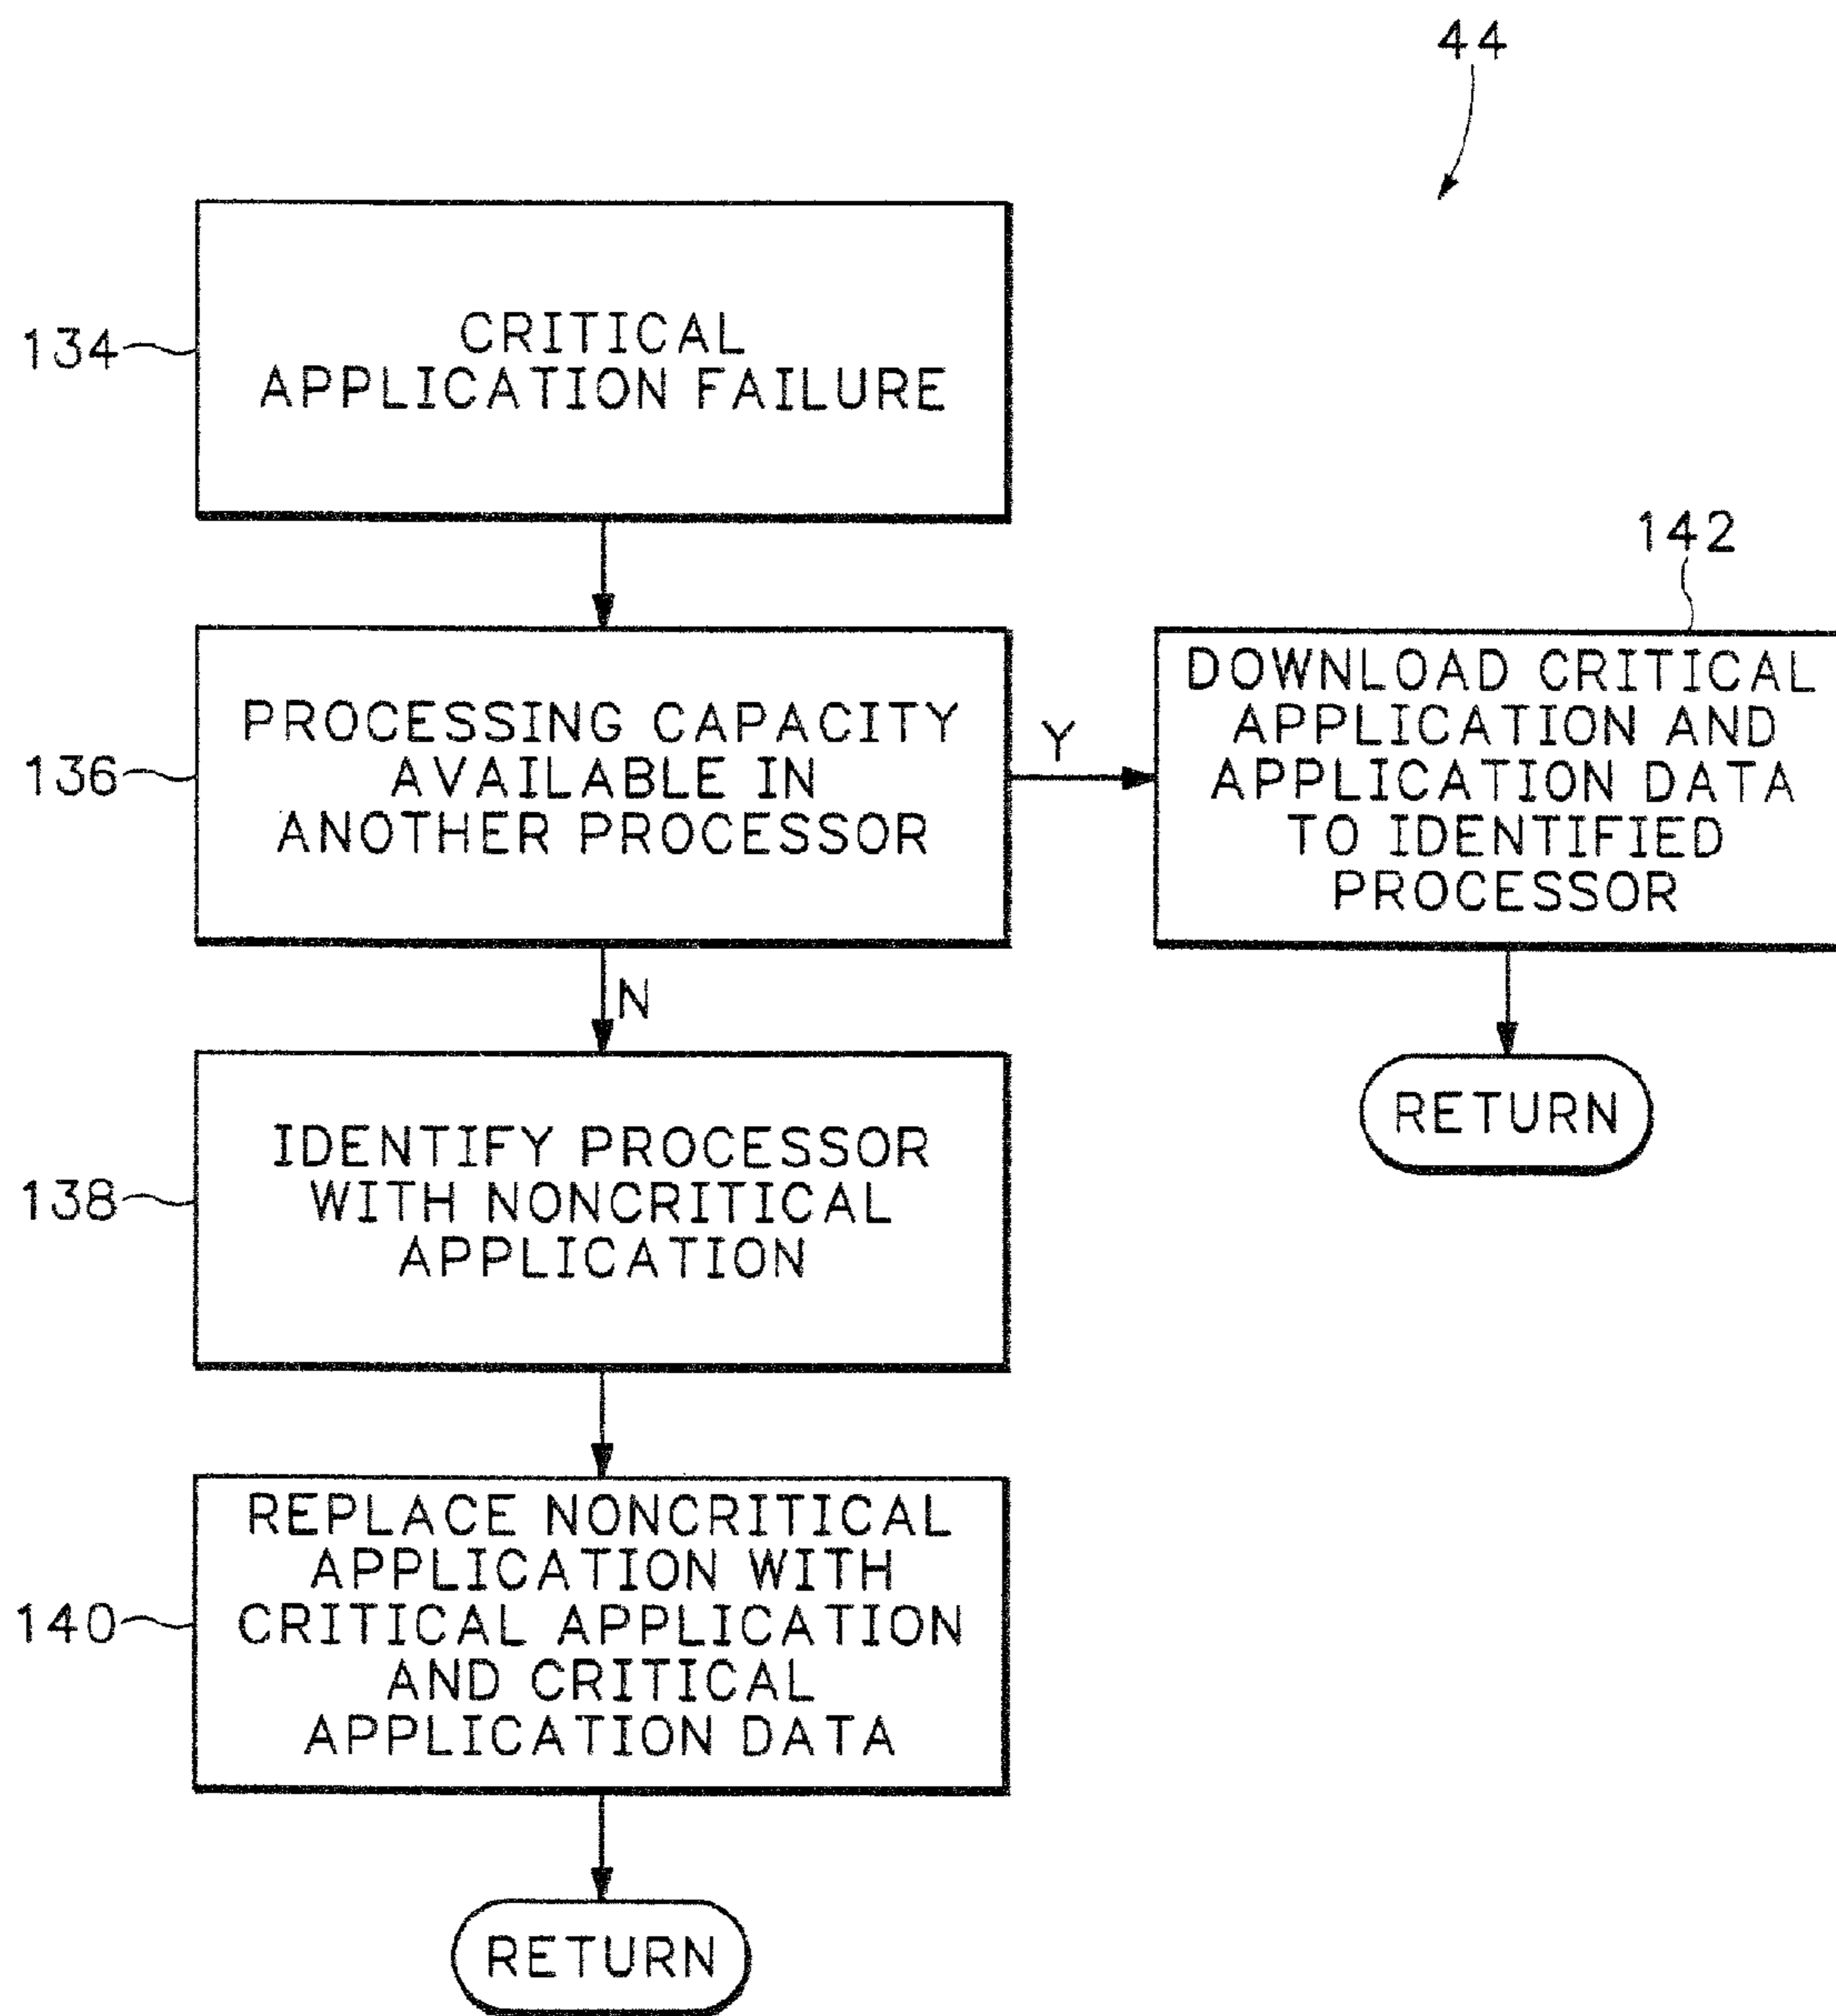 44
134
CRITICAL
APPLICATION FAILURE
136
PROCESSING CAPACITY
AVAILABLE IN
ANOTHER PROCESSOR
Y
142
DOWNLOAD CRITICAL
APPLICATION AND
APPLICATION DATA
TO IDENTIFIED
PROCESSOR
RETURN
N
138
IDENTIFY PROCESSOR
WITH NONCRITICAL
APPLICATION
140
REPLACE NONCRITICAL
APPLICATION WITH
CRITICAL APPLICATION
AND CRITICAL
APPLICATION DATA
RETURN